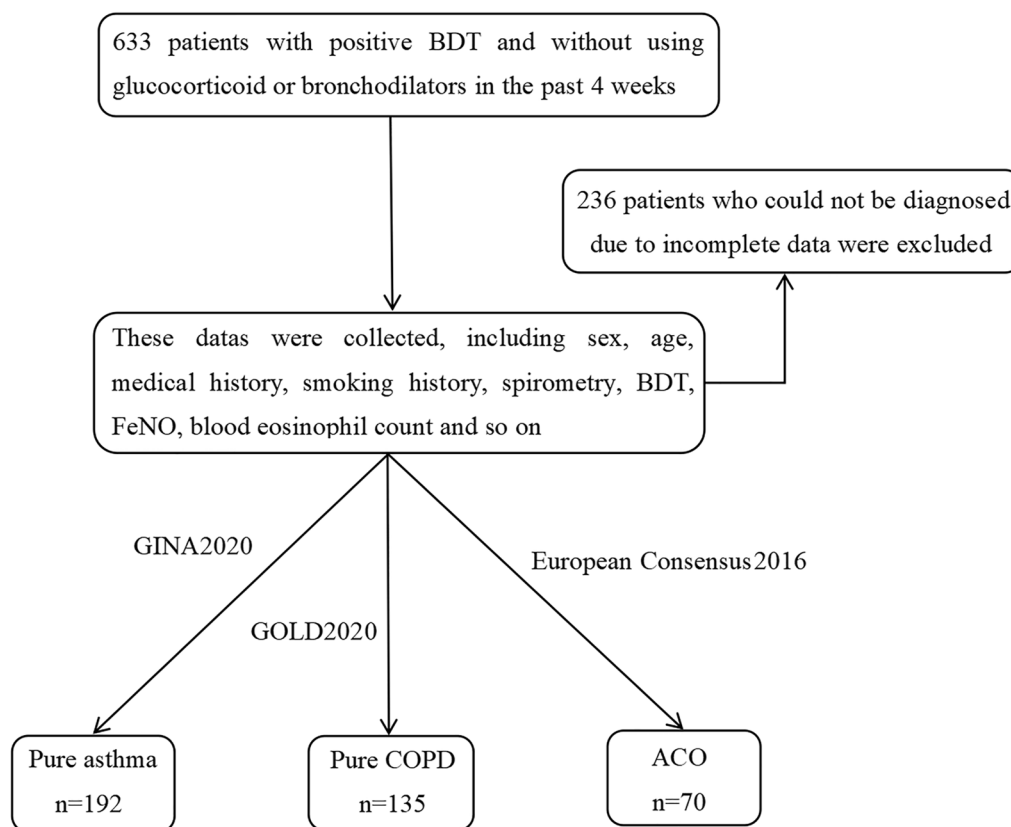 633 patients with positive BDT and without using
glucocorticoid or bronchodilators in the past 4 weeks
236 patients who could not be diagnosed
due to incomplete data were excluded
These datas were collected, including sex, age,
medical history, smoking history, spirometry, BDT,
FeNO, blood eosinophil count and so on
GINA2020
European Consensus2016
GOLD2020
Pure asthma
n=192
Pure COPD
n=135
ACO
n=70